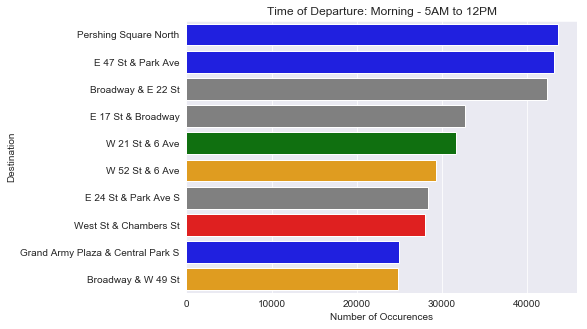 Time of Departure: Morning - 5AM to 12PM
Destination
Pershing Square North
E 47 St & Park Ave
Broadway & E 22 St
E 17 St & Broadway
W 21 St & 6 Ave
W 52 St & 6 Ave
E 24 St & Park Ave S
West St & Chambers St
Grand Army Plaza & Central Park S
Broadway & W 49 St
0 10000 20000 30000 40000
Number of Occurences